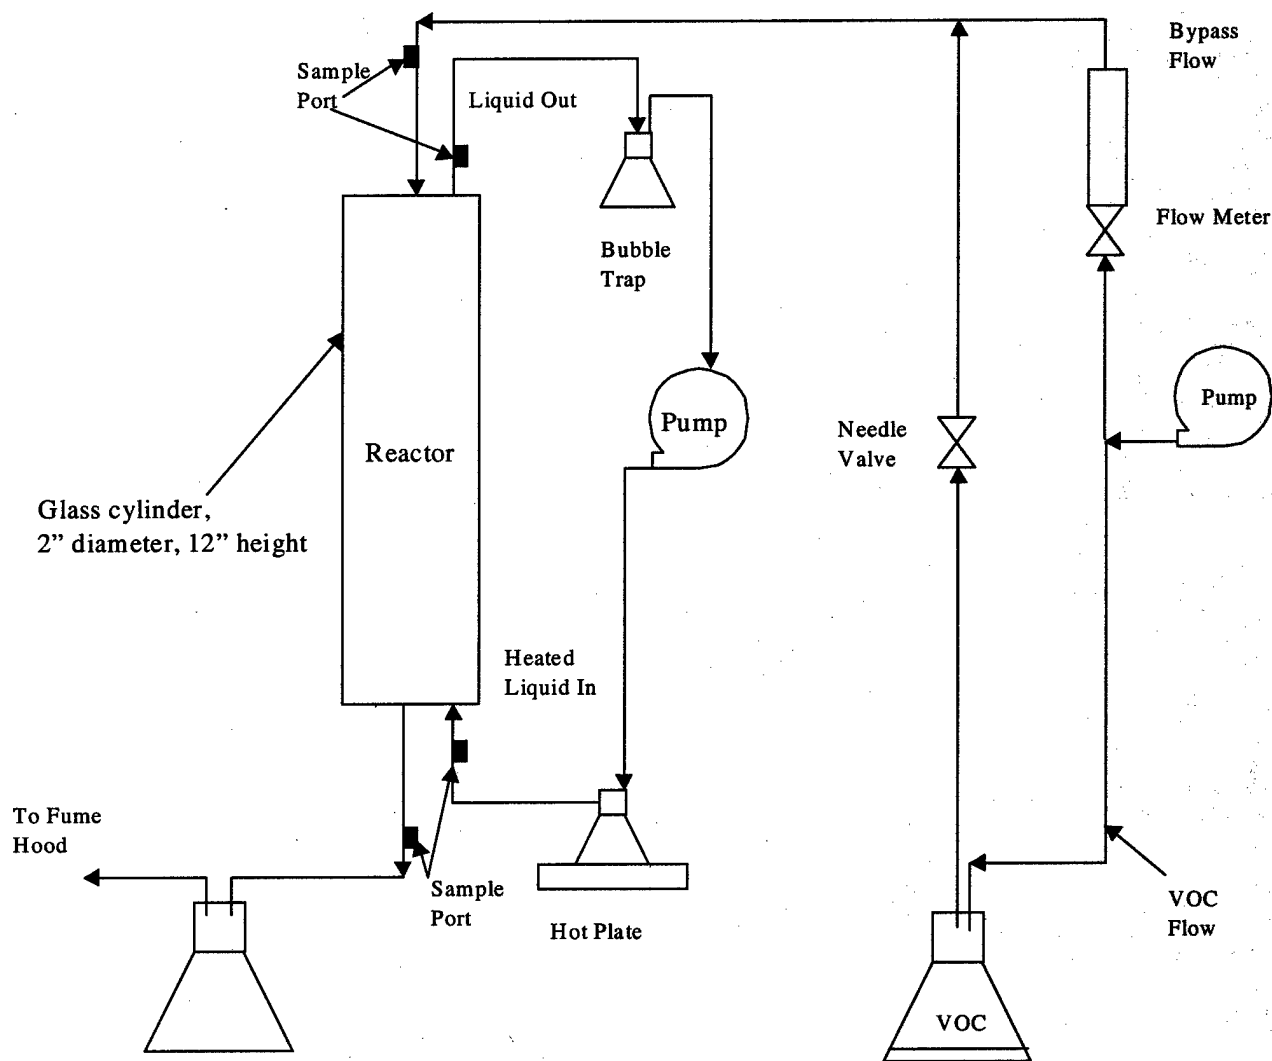 Bypass
Flow
Sample
Port
Liquid Out
Flow Meter
Bubble
Trap
Pump
Pump
Needle
Valve
Reactor
Glass cylinder,
2” diameter, 12” height
Heated
Liquid In
To Fume
Hood
Sample
Port
Hot Plate
VOC
Flow
VOC